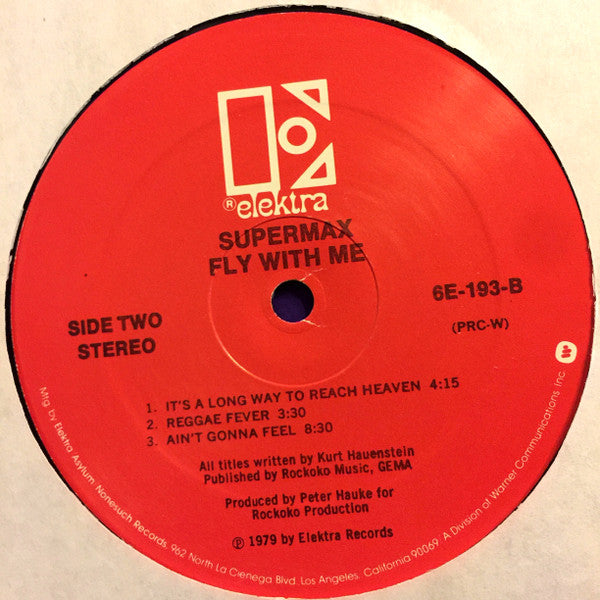 ® elektra
SUPERMAX
FLY WITH ME
6E-193-B
(PRC-W)
SIDE TWO
STEREO
1. IT'S A LONG WAY TO REACH HEAVEN 4:15
2. REGGAE FEVER 3:30
3. AIN'T GONNA FEEL 8:30
All titles written by Kurt Hauenstein
Published by Rockoko Music, GEMA
Produced by Peter Hauke for
Rockoko Production
℗ 1979 by Elektra Records
Mfg. by Elektra Asylum Nonesuch Records, 962 North La Cienega Blvd. Los Angeles, California 90069. A Division of Warner Communications Inc.